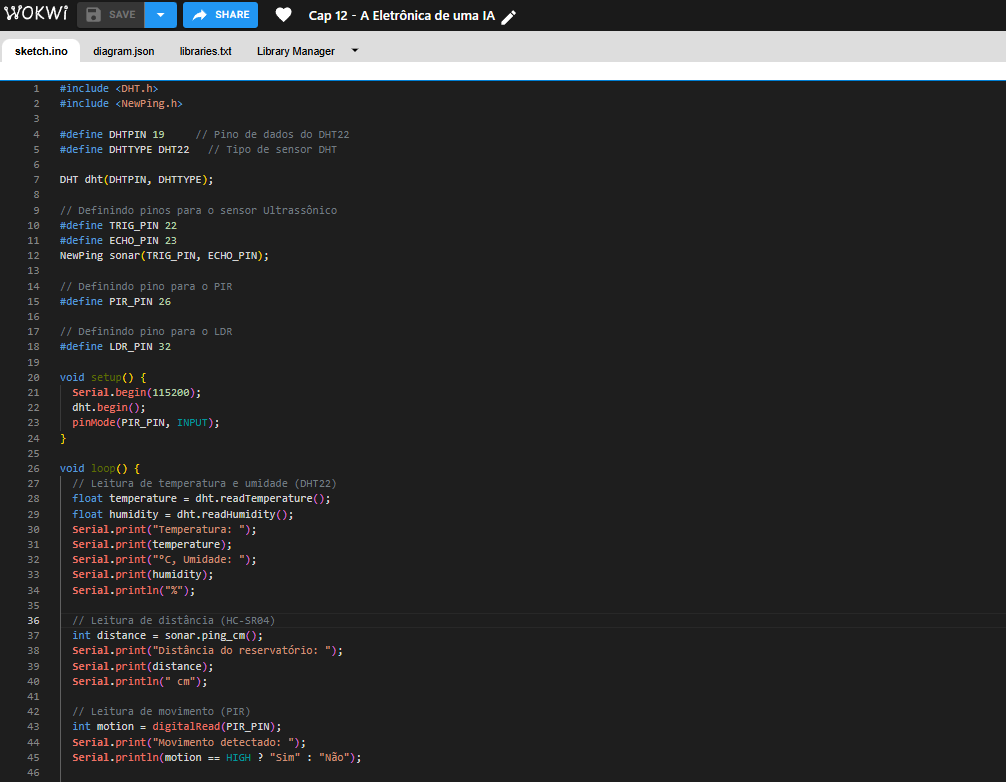 WOKWi SAVE SHARE Cap 12 - A Eletrônica de uma IA
sketch.ino diagram.json libraries.txt Library Manager
1 #include <DHT.h>
2 #include <NewPing.h>
3
4 #define DHTPIN 19 // Pino de dados do DHT22
5 #define DHTTYPE DHT22 // Tipo de sensor DHT
6
7 DHT dht(DHTPIN, DHTTYPE);
8
9 // Definindo pinos para o sensor Ultrassônico
10 #define TRIG_PIN 22
11 #define ECHO_PIN 23
12 NewPing sonar(TRIG_PIN, ECHO_PIN);
13
14 // Definindo pino para o PIR
15 #define PIR_PIN 26
16
17 // Definindo pino para o LDR
18 #define LDR_PIN 32
19
20 void setup() {
21 Serial.begin(115200);
22 dht.begin();
23 pinMode(PIR_PIN, INPUT);
24 }
25
26 void loop() {
27 // Leitura de temperatura e umidade (DHT22)
28 float temperature = dht.readTemperature();
29 float humidity = dht.readHumidity();
30 Serial.print("Temperatura: ");
31 Serial.print(temperature);
32 Serial.print("°C, Umidade: ");
33 Serial.print(humidity);
34 Serial.println("%");
35
36 // Leitura de distância (HC-SR04)
37 int distance = sonar.ping_cm();
38 Serial.print("Distância do reservatório: ");
39 Serial.print(distance);
40 Serial.println(" cm");
41
42 // Leitura de movimento (PIR)
43 int motion = digitalRead(PIR_PIN);
44 Serial.print("Movimento detectado: ");
45 Serial.println(motion == HIGH ? "Sim" : "Não");
46